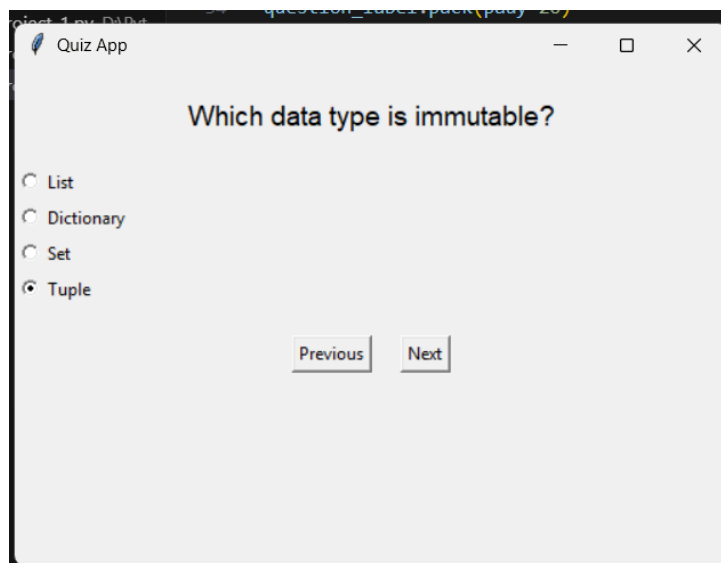 question_label.pack(pady=20)
Quiz App
Which data type is immutable?
List
Dictionary
Set
Tuple
Previous Next